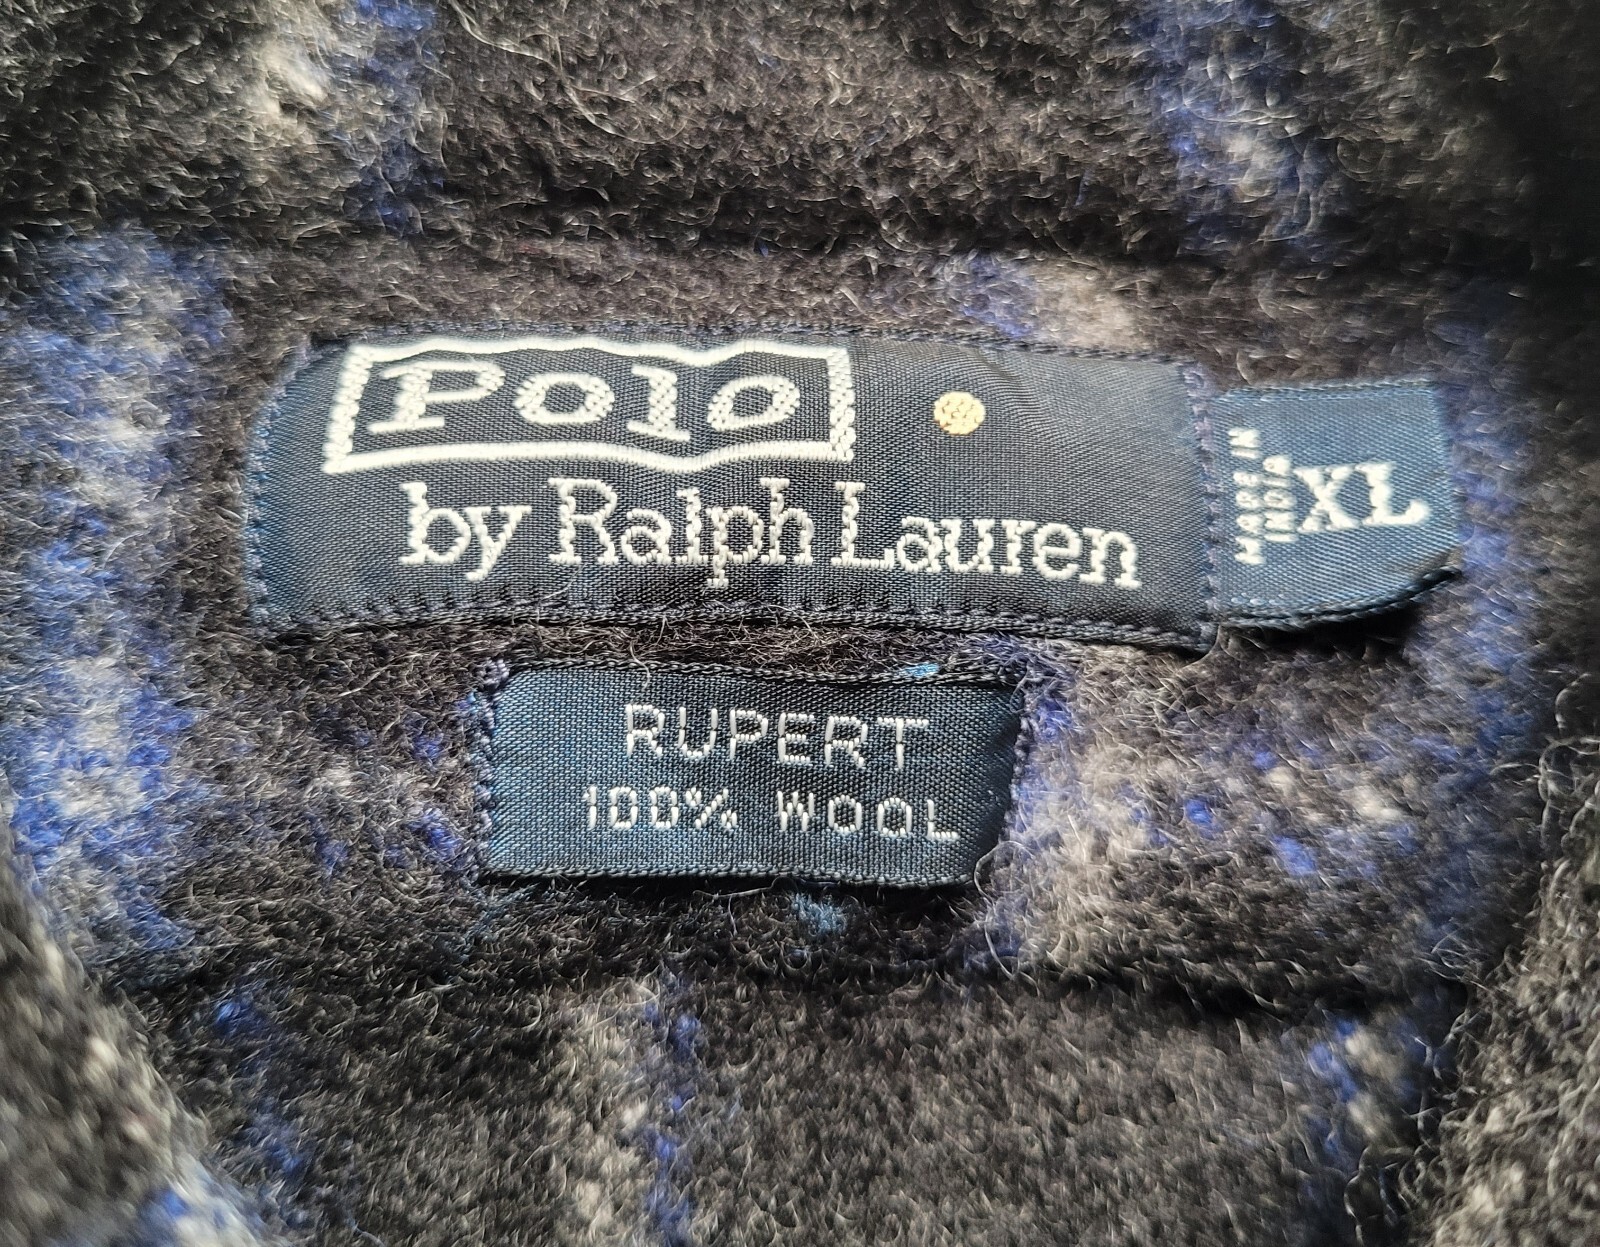 Polo
by Ralph Lauren
MADE IN
INDIA
XL
RUPERT
100% WOOL